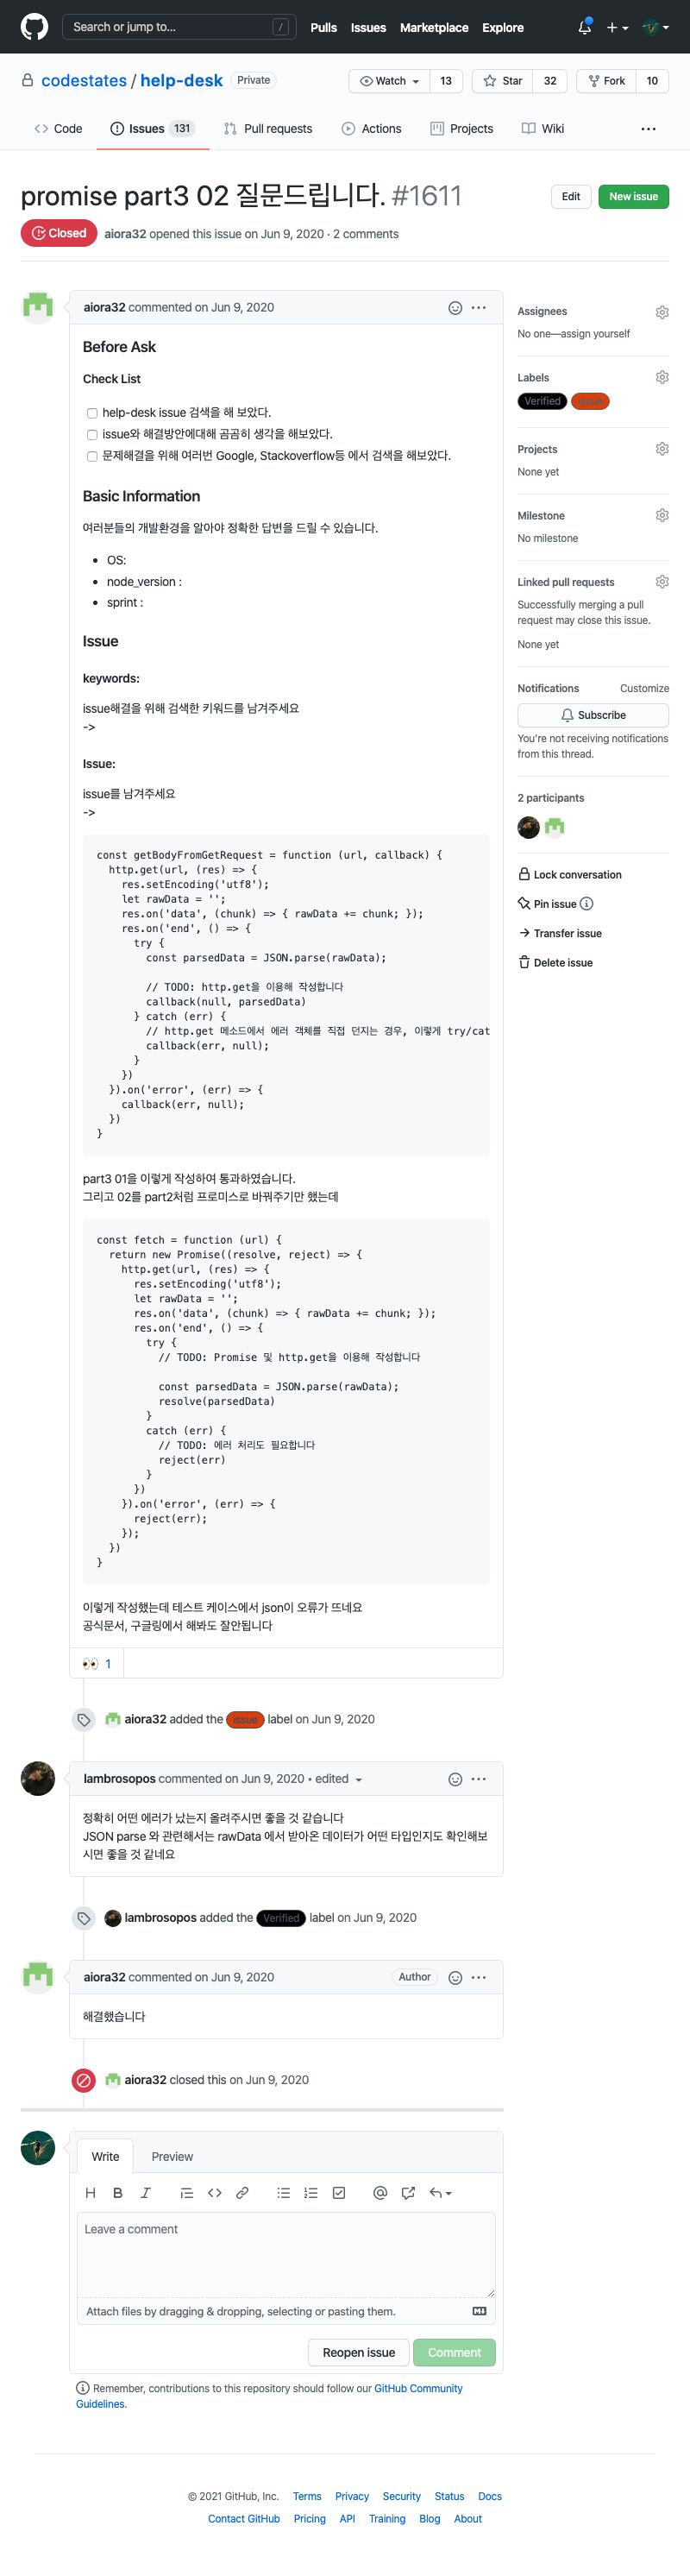 Search or jump to... /
Pulls Issues Marketplace Explore
codestates / help-desk Private
Watch 13 Star 32 Fork 10
Code Issues 131 Pull requests Actions Projects Wiki ...
promise part3 02 질문드립니다. #1611
Edit New issue
Closed aiora32 opened this issue on Jun 9, 2020 · 2 comments
aiora32 commented on Jun 9, 2020
Before Ask
Check List
help-desk issue 검색을 해 보았다.
issue와 해결방안에대해 곰곰히 생각을 해보았다.
문제해결을 위해 여러번 Google, Stackoverflow등 에서 검색을 해보았다.
Basic Information
여러분들의 개발환경을 알아야 정확한 답변을 드릴 수 있습니다.
• OS:
• node_version :
• sprint :
Issue
keywords:
issue해결을 위해 검색한 키워드를 남겨주세요
->
Issue:
issue를 남겨주세요
->
const getBodyFromGetRequest = function (url, callback) {
  http.get(url, (res) => {
    res.setEncoding('utf8');
    let rawData = '';
    res.on('data', (chunk) => { rawData += chunk; });
    res.on('end', () => {
      try {
        const parsedData = JSON.parse(rawData);
        // TODO: http.get을 이용해 작성합니다
        callback(null, parsedData)
      } catch (err) {
        // http.get 메소드에서 에러 객체를 직접 던지는 경우, 이렇게 try/cat
        callback(err, null);
      }
    })
  }).on('error', (err) => {
    callback(err, null);
  })
}
part3 01을 이렇게 작성하여 통과하였습니다.
그리고 02를 part2처럼 프로미스로 바꿔주기만 했는데
const fetch = function (url) {
  return new Promise((resolve, reject) => {
    http.get(url, (res) => {
      res.setEncoding('utf8');
      let rawData = '';
      res.on('data', (chunk) => { rawData += chunk; });
      res.on('end', () => {
        try {
          // TODO: Promise 및 http.get을 이용해 작성합니다
          const parsedData = JSON.parse(rawData);
          resolve(parsedData)
        }
        catch (err) {
          // TODO: 에러 처리도 필요합니다
          reject(err)
        }
      })
    }).on('error', (err) => {
      reject(err);
    });
  })
}
이렇게 작성했는데 테스트 케이스에서 json이 오류가 뜨네요
공식문서, 구글링에서 해봐도 잘안됩니다
👀 1
aiora32 added the issue label on Jun 9, 2020
lambrosopos commented on Jun 9, 2020 • edited
정확히 어떤 에러가 났는지 올려주시면 좋을 것 같습니다
JSON parse 와 관련해서는 rawData 에서 받아온 데이터가 어떤 타입인지도 확인해보
시면 좋을 것 같네요
lambrosopos added the Verified label on Jun 9, 2020
aiora32 commented on Jun 9, 2020 Author
해결했습니다
aiora32 closed this on Jun 9, 2020
Write Preview
H B I
Leave a comment
Attach files by dragging & dropping, selecting or pasting them.
Reopen issue Comment
Remember, contributions to this repository should follow our GitHub Community
Guidelines.
Assignees
No one—assign yourself
Labels
Verified issue
Projects
None yet
Milestone
No milestone
Linked pull requests
Successfully merging a pull
request may close this issue.
None yet
Notifications Customize
Subscribe
You're not receiving notifications
from this thread.
2 participants
Lock conversation
Pin issue
Transfer issue
Delete issue
© 2021 GitHub, Inc. Terms Privacy Security Status Docs
Contact GitHub Pricing API Training Blog About